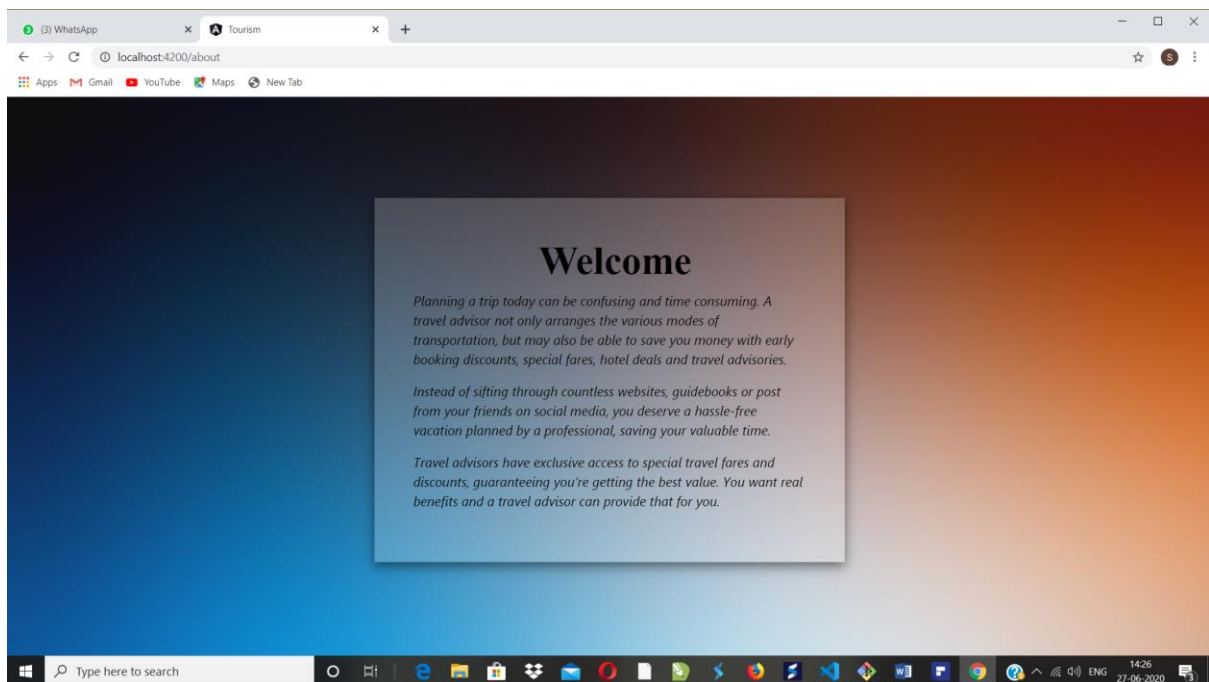 (3) WhatsApp
Tourism
localhost:4200/about
S
Apps
Gmail
YouTube
Maps
New Tab
Welcome
Planning a trip today can be confusing and time consuming. A
travel advisor not only arranges the various modes of
transportation, but may also be able to save you money with early
booking discounts, special fares, hotel deals and travel advisories.
Instead of sifting through countless websites, guidebooks or post
from your friends on social media, you deserve a hassle-free
vacation planned by a professional, saving your valuable time.
Travel advisors have exclusive access to special travel fares and
discounts, guaranteeing you're getting the best value. You want real
benefits and a travel advisor can provide that for you.
Type here to search
ENG
14:26
27-06-2020